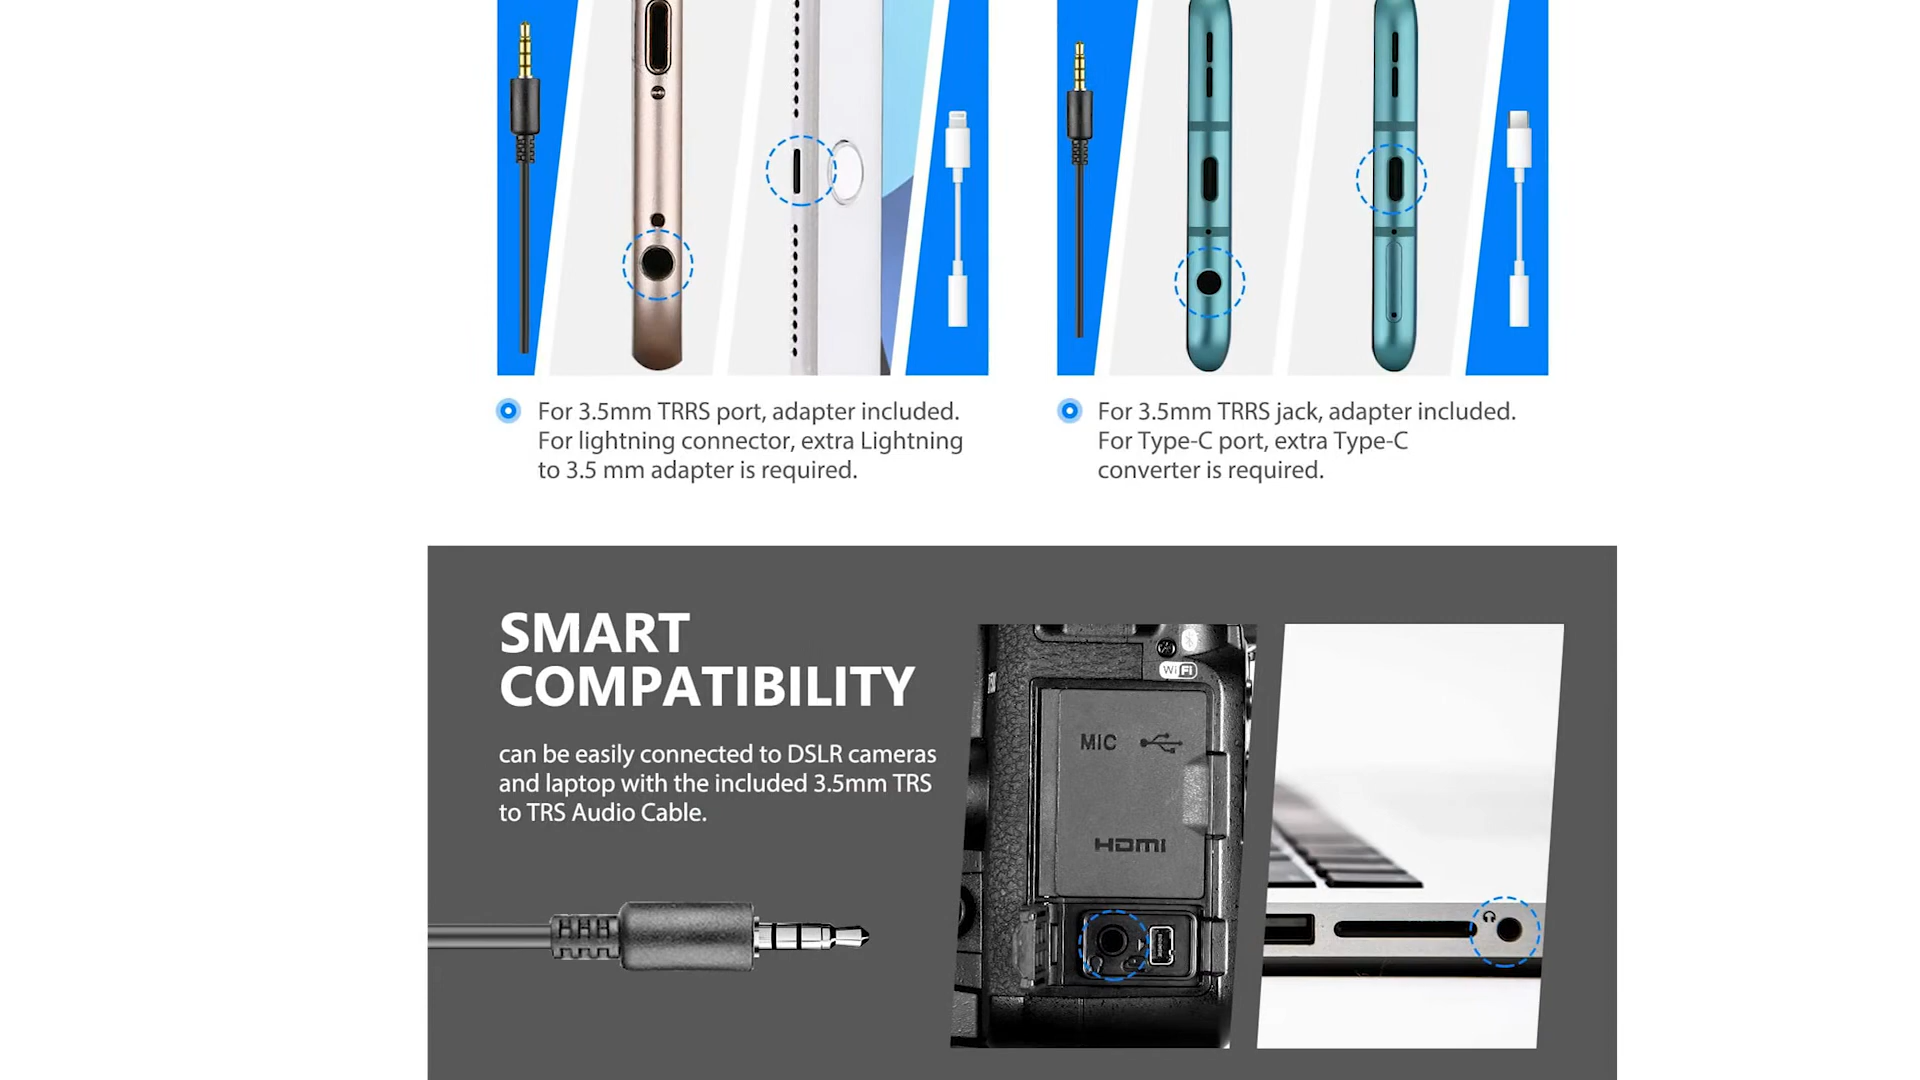 For 3.5mm TRRS port, adapter included.
For lightning connector, extra Lightning
to 3.5 mm adapter is required.
For 3.5mm TRRS jack, adapter included.
For Type-C port, extra Type-C
converter is required.
SMART
COMPATIBILITY
can be easily connected to DSLR cameras
and laptop with the included 3.5mm TRS
to TRS Audio Cable.
WiFi
MIC
HDMI